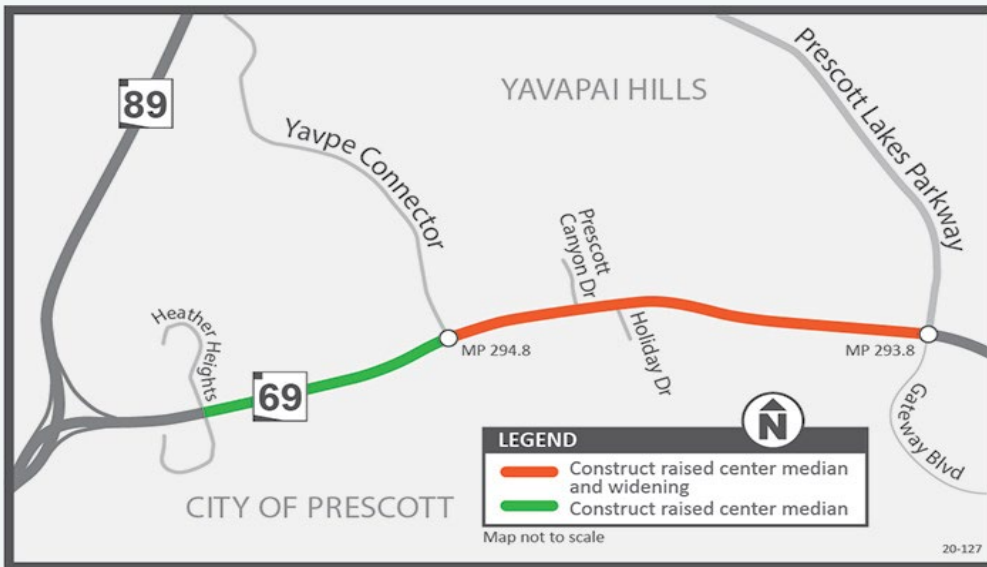 89
YAVAPAI HILLS
Prescott Lakes Parkway
Yavpe Connector
Prescott
Canyon Dr
Heather Heights
Holiday Dr
MP 294.8
MP 293.8
69
Gateway Blvd
N
LEGEND
Construct raised center median
and widening
Construct raised center median
CITY OF PRESCOTT
Map not to scale
20-127